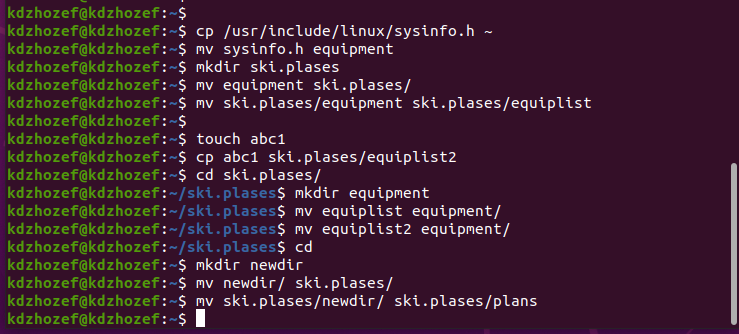 kdzhozef@kdzhozef:~$
kdzhozef@kdzhozef:~$ cp /usr/include/linux/sysinfo.h ~
kdzhozef@kdzhozef:~$ mv sysinfo.h equipment
kdzhozef@kdzhozef:~$ mkdir ski.plases
kdzhozef@kdzhozef:~$ mv equipment ski.plases/
kdzhozef@kdzhozef:~$ mv ski.plases/equipment ski.plases/equiplist
kdzhozef@kdzhozef:~$
kdzhozef@kdzhozef:~$ touch abc1
kdzhozef@kdzhozef:~$ cp abc1 ski.plases/equiplist2
kdzhozef@kdzhozef:~$ cd ski.plases/
kdzhozef@kdzhozef:~/ski.plases$ mkdir equipment
kdzhozef@kdzhozef:~/ski.plases$ mv equiplist equipment/
kdzhozef@kdzhozef:~/ski.plases$ mv equiplist2 equipment/
kdzhozef@kdzhozef:~/ski.plases$ cd
kdzhozef@kdzhozef:~$ mkdir newdir
kdzhozef@kdzhozef:~$ mv newdir/ ski.plases/
kdzhozef@kdzhozef:~$ mv ski.plases/newdir/ ski.plases/plans
kdzhozef@kdzhozef:~$